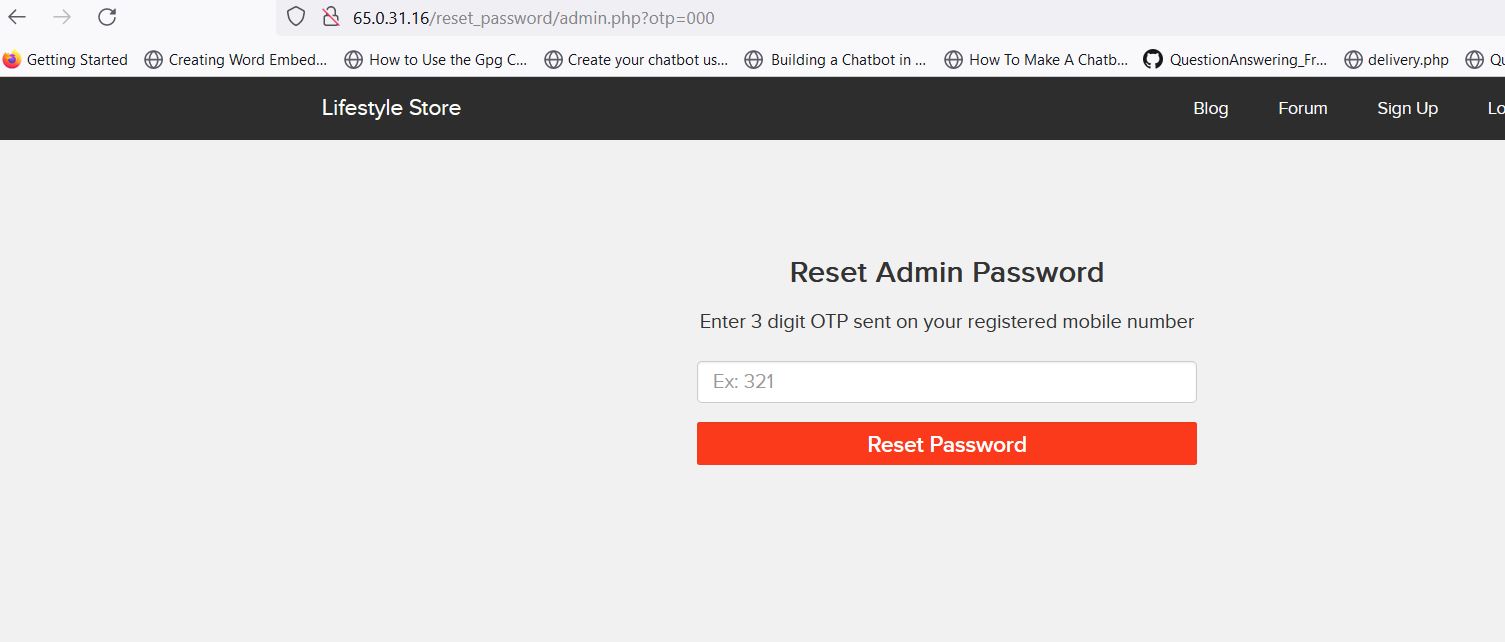 65.0.31.16/reset_password/admin.php?otp=000
Getting Started Creating Word Embed... How to Use the Gpg C... Create your chatbot us... Building a Chatbot in ... How To Make A Chatb... QuestionAnswering_Fr... delivery.php
Lifestyle Store Blog Forum Sign Up
Reset Admin Password
Enter 3 digit OTP sent on your registered mobile number
Ex: 321
Reset Password